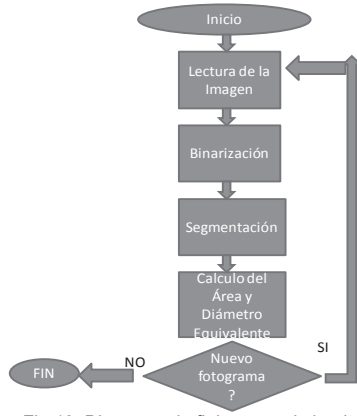 Inicio
Lectura de la
Imagen
Binarización
Segmentación
Calculo del
Área y
Diámetro
Equivalente
Nuevo
fotograma
?
SI
NO
FIN